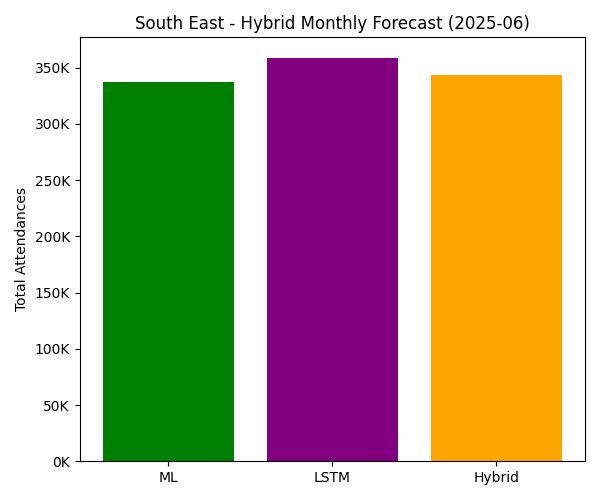 South East - Hybrid Monthly Forecast (2025-06)
Total Attendances
350K
300K
250K
200K
150K
100K
50K
0K
ML
LSTM
Hybrid